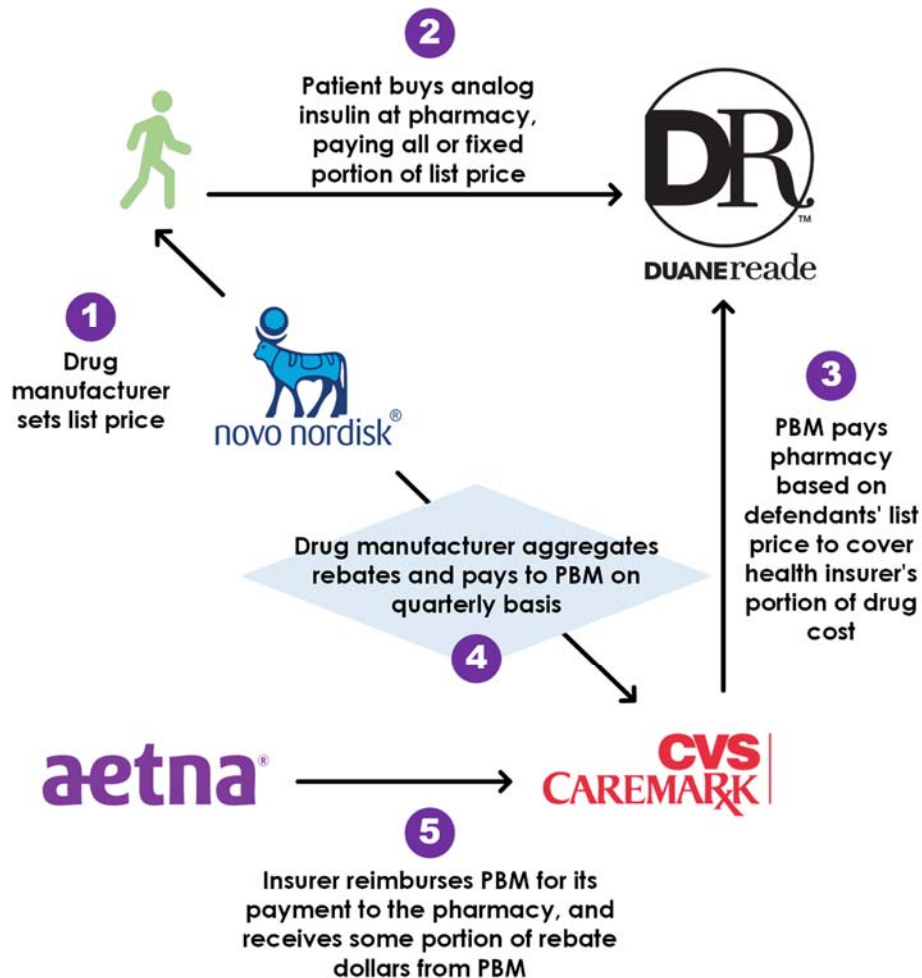 2
Patient buys analog
insulin at pharmacy,
paying all or fixed
portion of list price
DR
™
DUANEreade
1
Drug
manufacturer
sets list price
novo nordisk®
3
PBM pays
pharmacy
based on
defendants' list
price to cover
health insurer's
portion of drug
cost
Drug manufacturer aggregates
rebates and pays to PBM on
quarterly basis
4
aetna®
CVS
CAREMARK
5
Insurer reimburses PBM for its
payment to the pharmacy, and
receives some portion of rebate
dollars from PBM